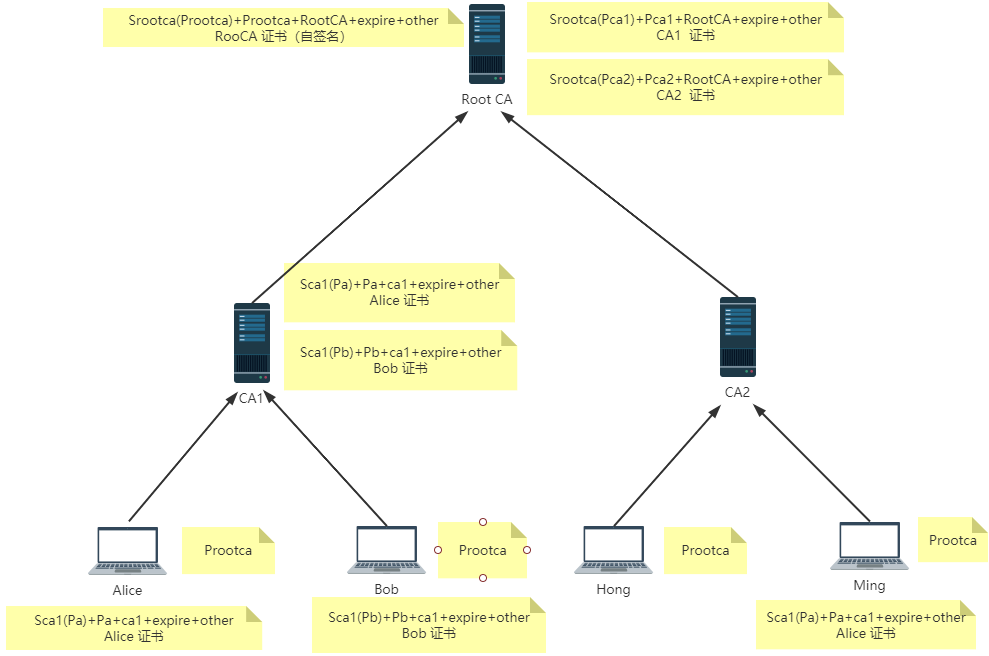 Srootca(Prootca)+Prootca+RootCA+expire+other
RooCA 证书（自签名）
Srootca(Pca1)+Pca1+RootCA+expire+other
CA1 证书
Srootca(Pca2)+Pca2+RootCA+expire+other
CA2 证书
Root CA
Sca1(Pa)+Pa+ca1+expire+other
Alice 证书
Sca1(Pb)+Pb+ca1+expire+other
Bob 证书
CA1
CA2
Prootca
Prootca
Prootca
Prootca
Alice
Bob
Hong
Ming
Sca1(Pa)+Pa+ca1+expire+other
Alice 证书
Sca1(Pb)+Pb+ca1+expire+other
Bob 证书
Sca1(Pa)+Pa+ca1+expire+other
Alice 证书